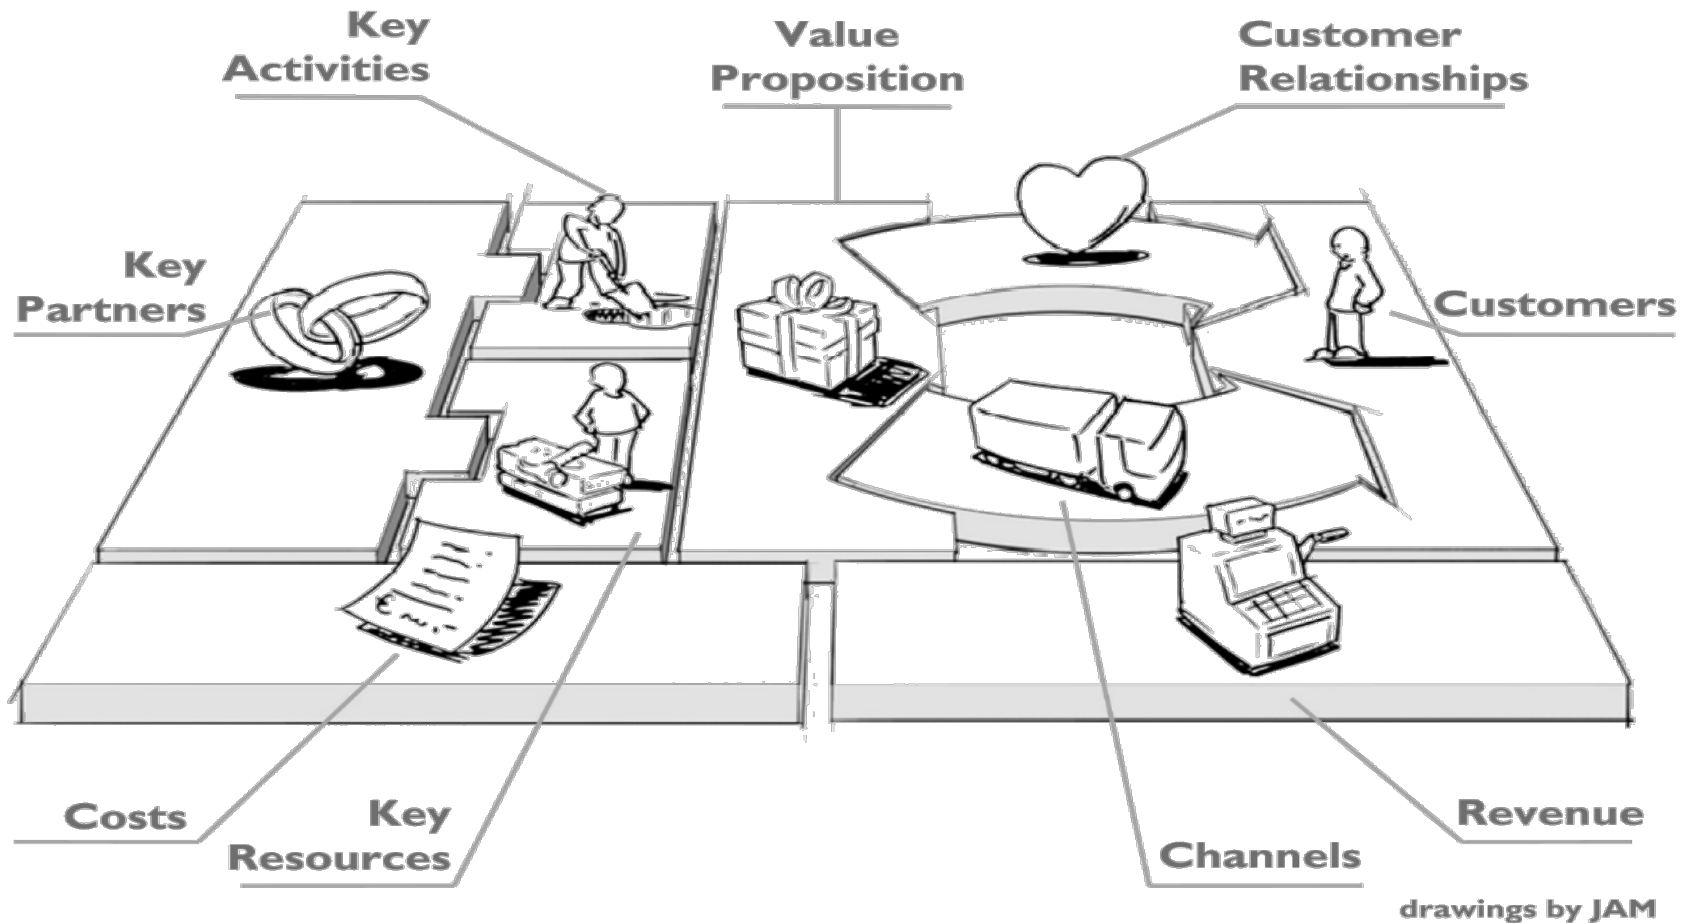 Key
Activities
Value
Proposition
Customer
Relationships
Key
Partners
Customers
€
Costs
Key
Resources
Channels
Revenue
drawings by JAM